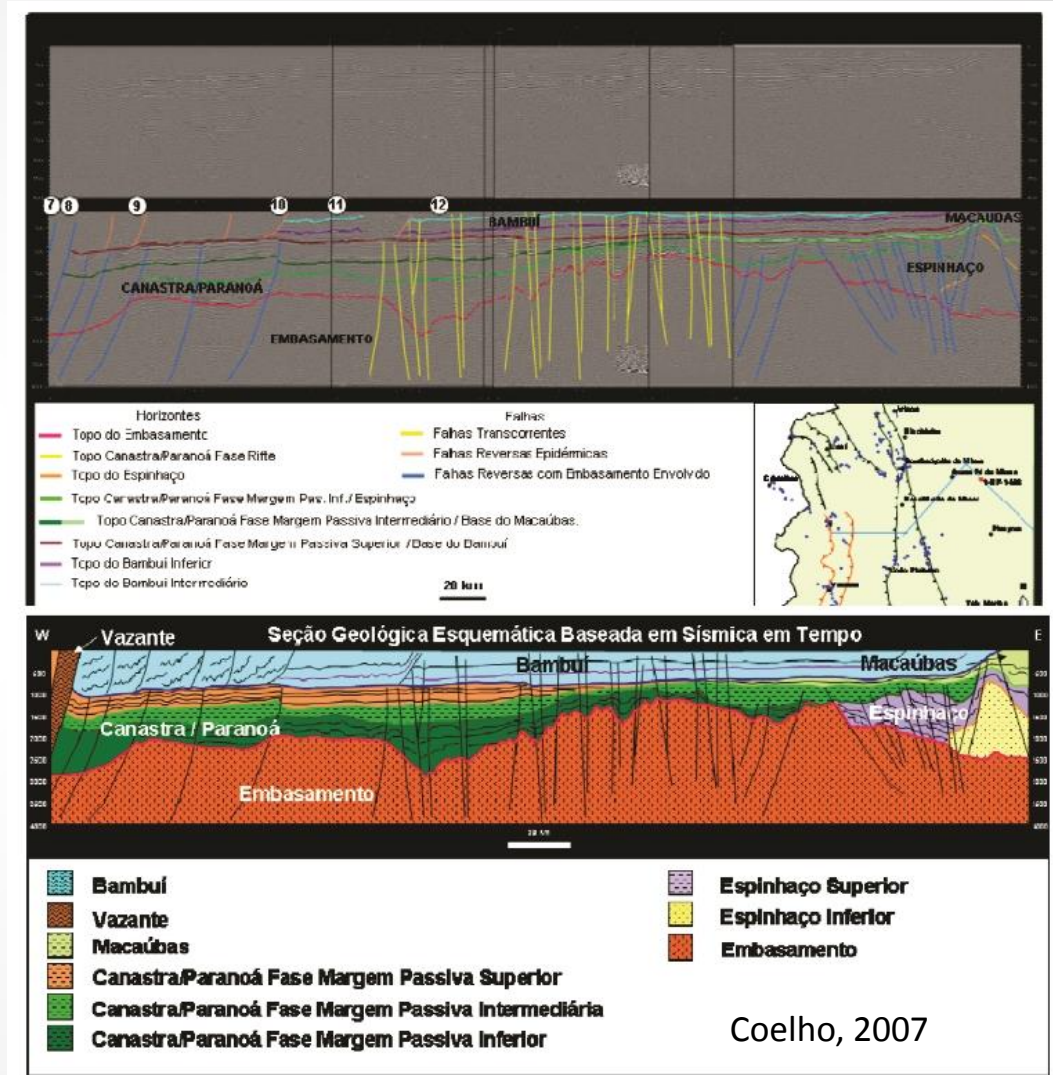 7 8 9 10 11 12
BAMBUÍ
MACAUDAS
ESPINHAÇO
CANASTRA/PARANOÁ
EMBASAMENTO
Horizontes
Topo do Embasamento
Topo Canastra/Paranoá Fase Rifte
Topo do Espinhaço
Topo Canastra/Paranoá Fase Margem Pas. Inf./ Espinhaço
Topo Canastra/Paranoá Fase Margem Passiva Intermediário / Base do Macaúbas.
Topo Canastra/Paranoá Fase Margem Passiva Superior / Base do Bambuí
Topo do Bambuí Inferior
Topo do Bambuí Intermediário
Falhas
Falhas Transcorrentes
Falhas Reversas Epidérmicas
Falhas Reversas com Embasamento Envolvido
20 km
W
Vazante
Seção Geológica Esquemática Baseada em Sísmica em Tempo
E
Bambuí
Macaúbas
Canastra / Paranoá
Espinhaço
Embasamento
Bambuí
Vazante
Macaúbas
Canastra/Paranoá Fase Margem Passiva Superior
Canastra/Paranoá Fase Margem Passiva Intermediária
Canastra/Paranoá Fase Margem Passiva Inferior
Espinhaço Superior
Espinhaço Inferior
Embasamento
Coelho, 2007